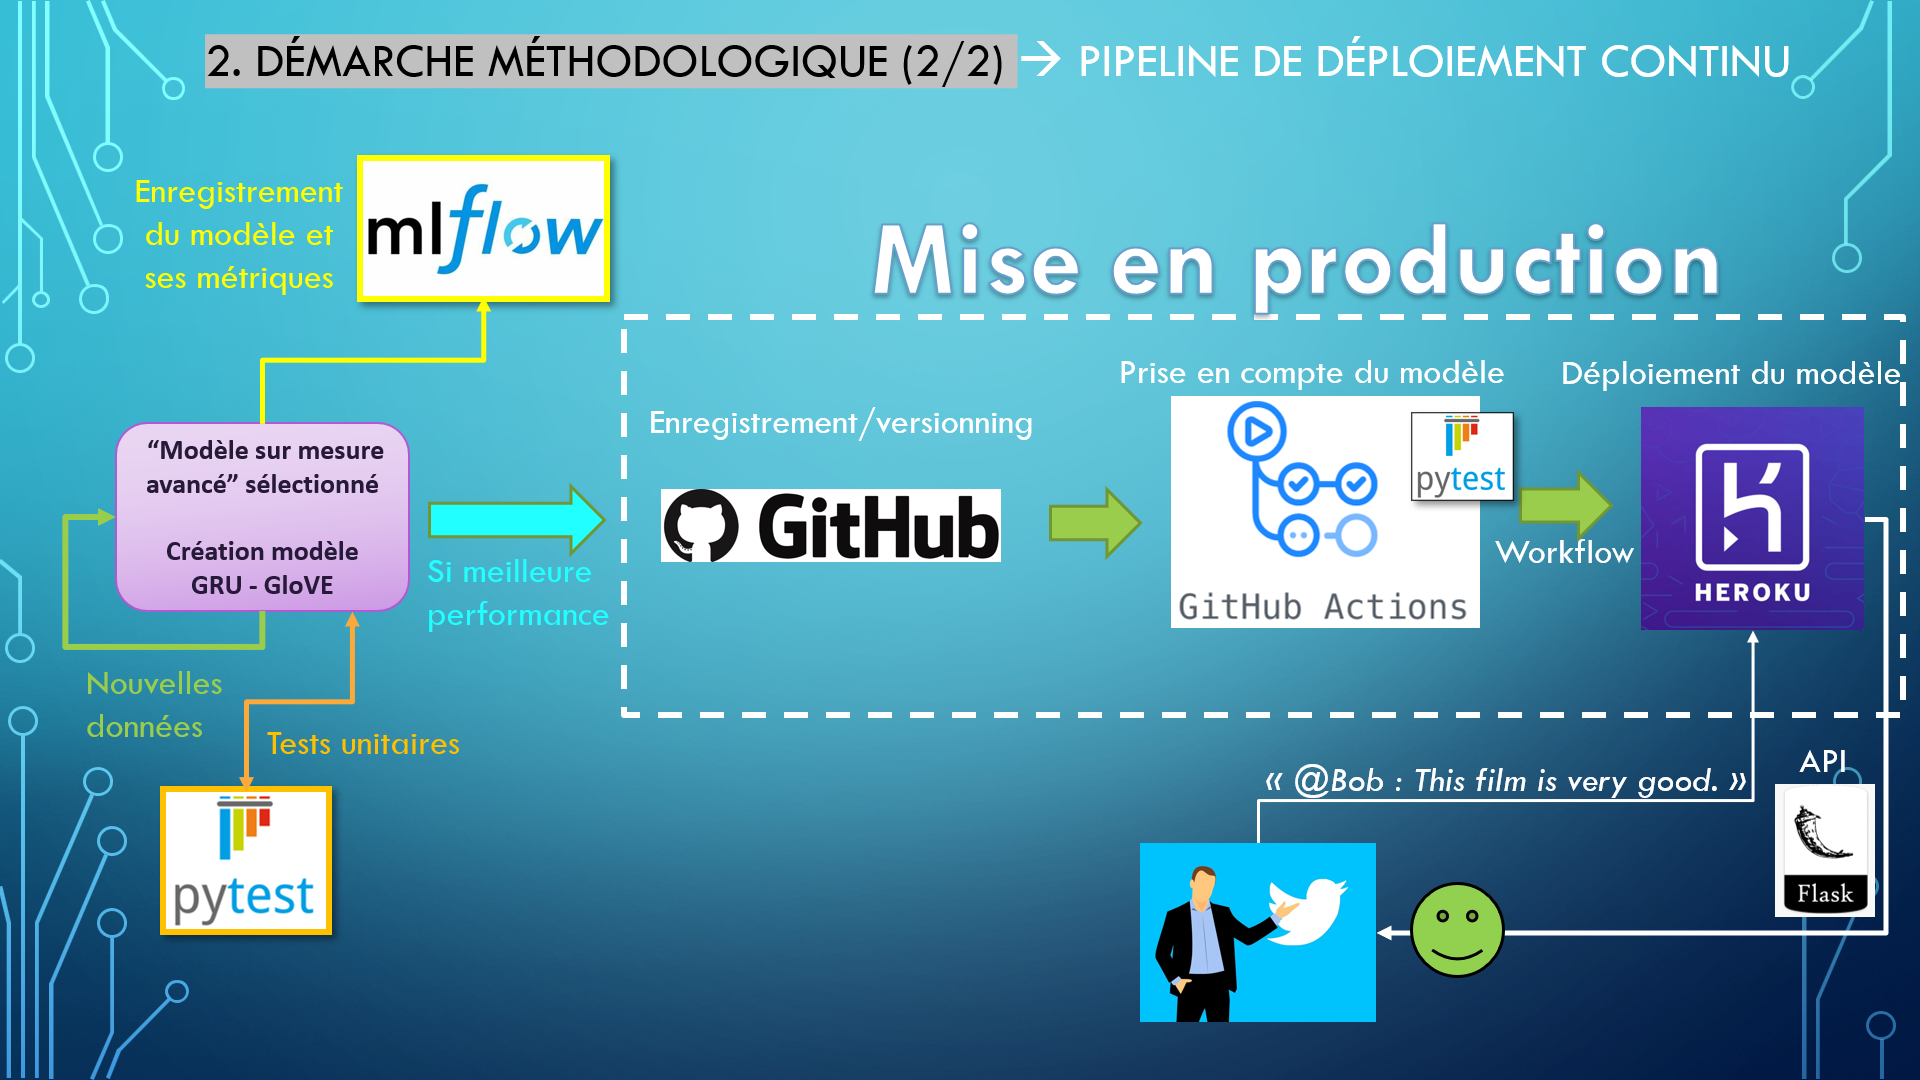 2. DÉMARCHE MÉTHODOLOGIQUE (2/2) → PIPELINE DE DÉPLOIEMENT CONTINU
Enregistrement
du modèle et
ses métriques
mlflow
Mise en production
“Modèle sur mesure
avancé” sélectionné
Création modèle
GRU - GloVE
Si meilleure
performance
Nouvelles
données
Tests unitaires
pytest
Enregistrement/versionning
GitHub
Prise en compte du modèle
pytest
GitHub Actions
Workflow
Déploiement du modèle
HEROKU
« @Bob : This film is very good. »
API
Flask